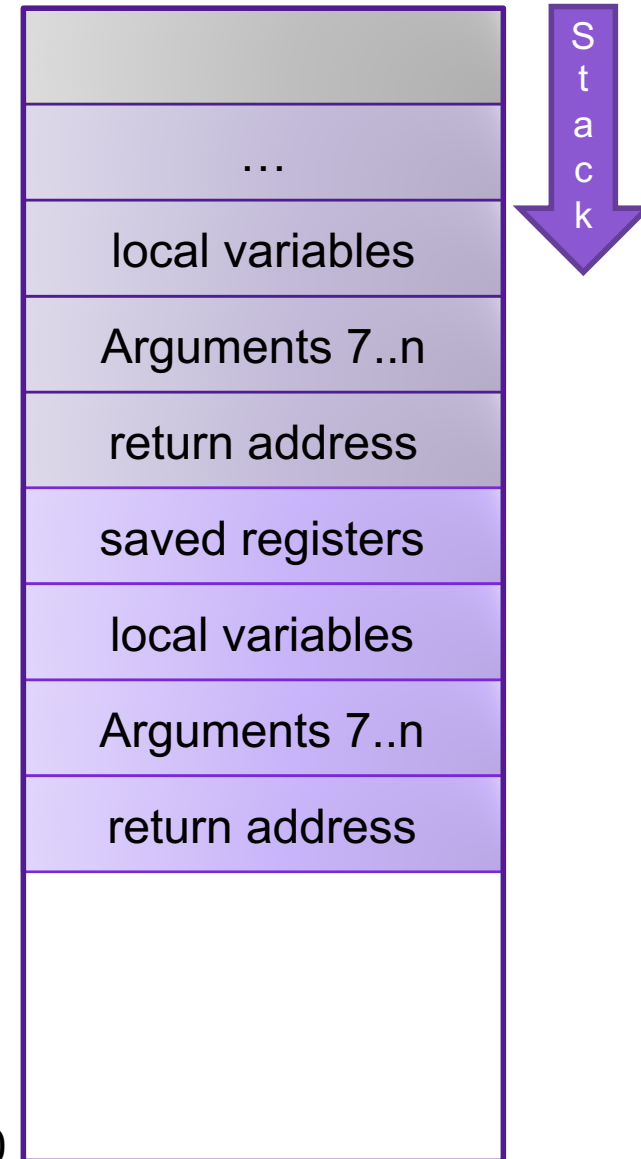 …
local variables
Arguments 7..n
return address
saved registers
local variables
Arguments 7..n
return address
S
t
a
c
k